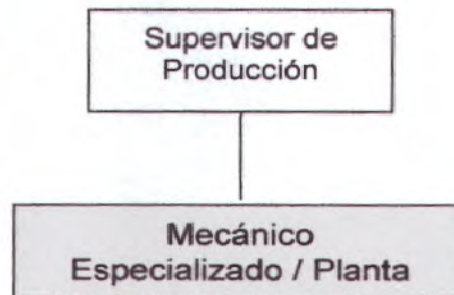 Supervisor de
Producción
Mecánico
Especializado / Planta